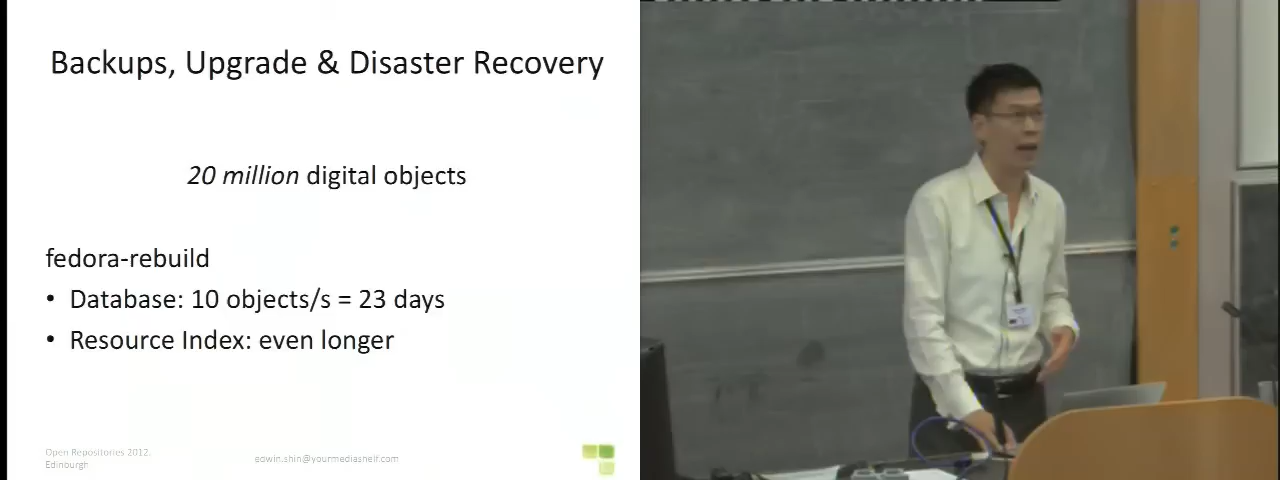 Backups, Upgrade & Disaster Recovery
20 million digital objects
fedora-rebuild
• Database: 10 objects/s = 23 days
• Resource Index: even longer
Open Repositories 2012,
Edinburgh
edwin.shin@yourmediashelf.com